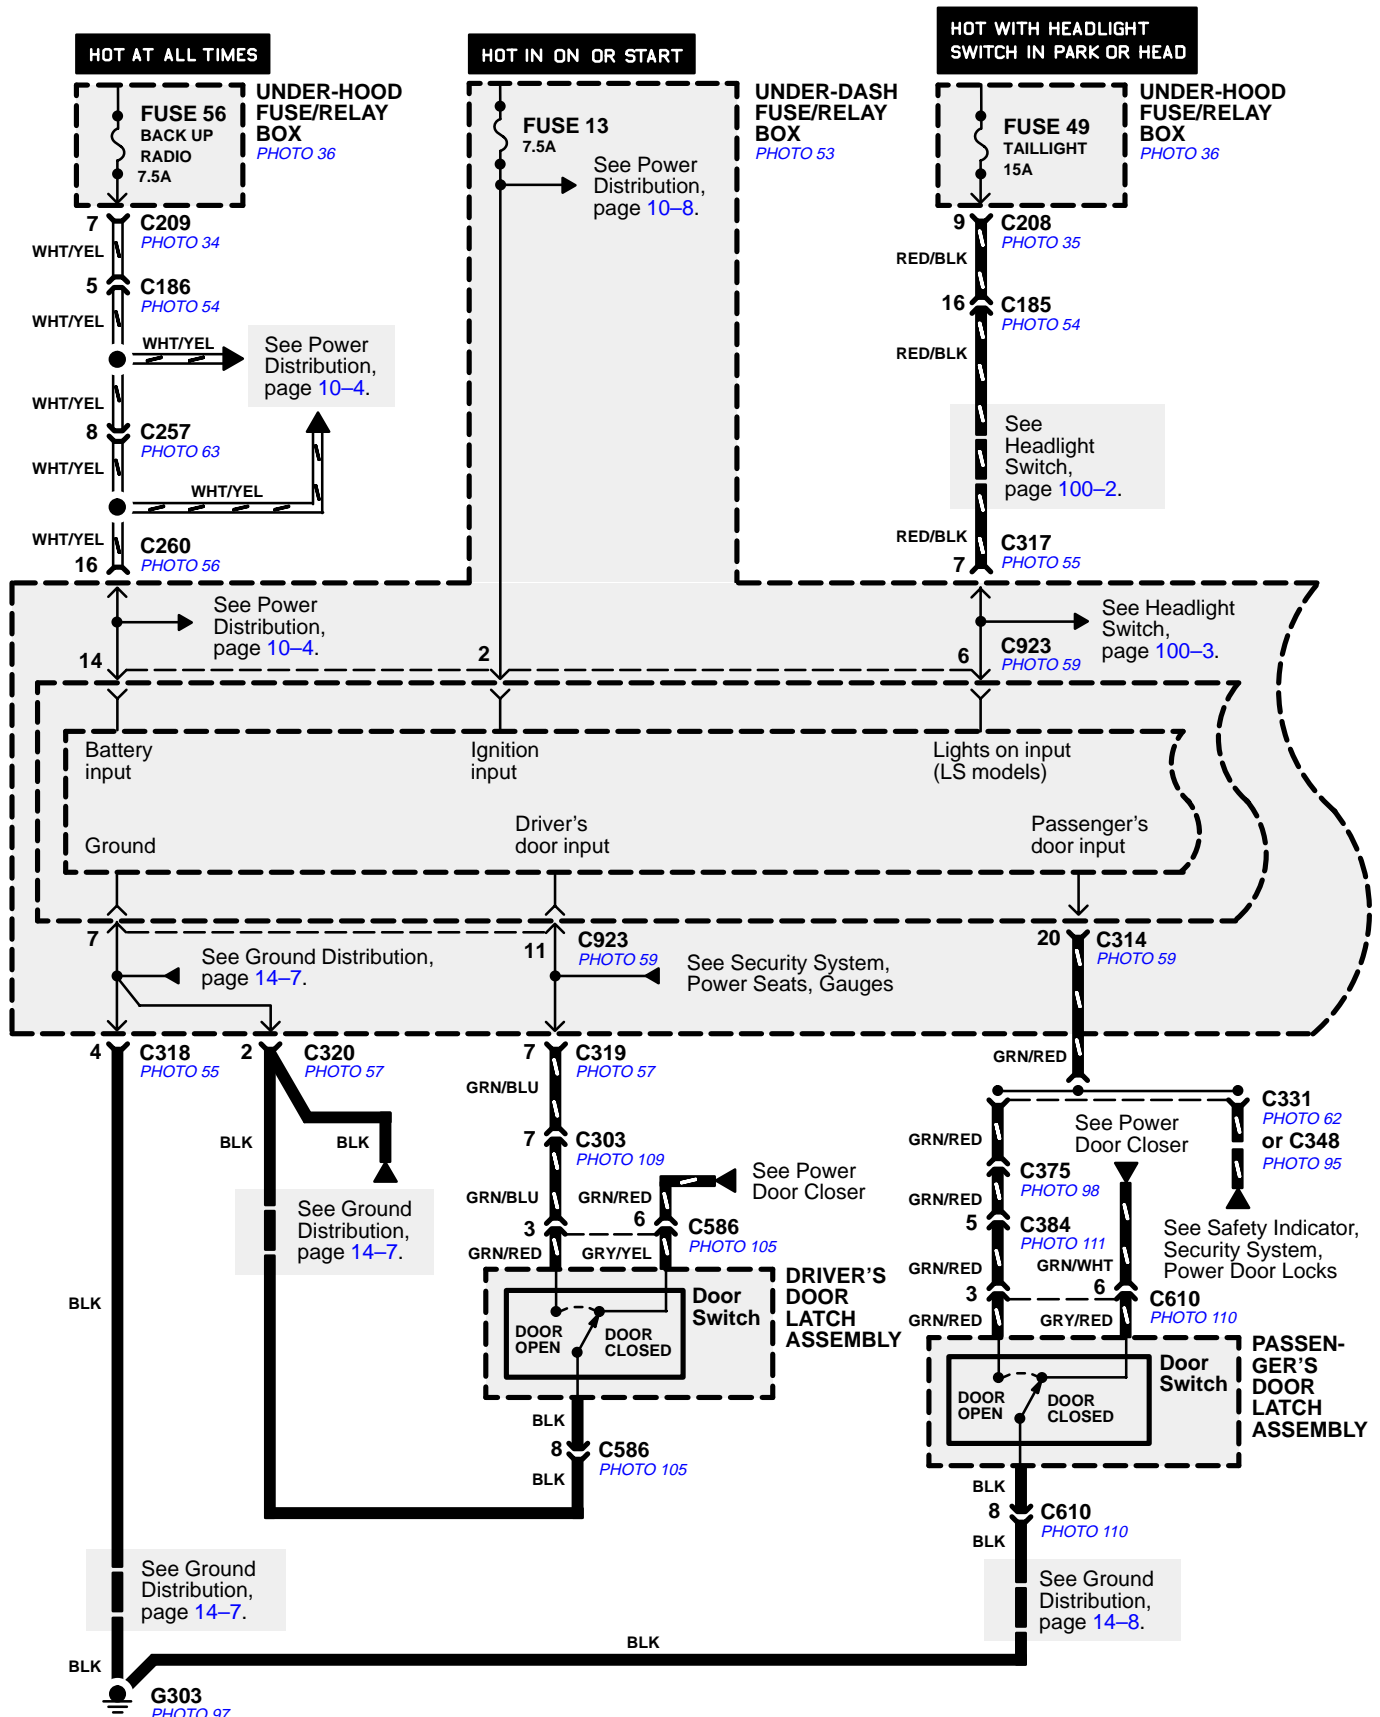 HOT AT ALL TIMES
HOT IN ON OR START
HOT WITH HEADLIGHT
SWITCH IN PARK OR HEAD
FUSE 56
BACK UP
RADIO
7.5A
UNDER-HOOD
FUSE/RELAY
BOX
PHOTO 36
FUSE 13
7.5A
See Power
Distribution,
page 10–8.
UNDER-DASH
FUSE/RELAY
BOX
PHOTO 53
FUSE 49
TAILLIGHT
15A
UNDER-HOOD
FUSE/RELAY
BOX
PHOTO 36
7
C209
PHOTO 34
WHT/YEL
5
C186
PHOTO 54
WHT/YEL
WHT/YEL
See Power
Distribution,
page 10–4.
WHT/YEL
8
C257
PHOTO 63
WHT/YEL
WHT/YEL
WHT/YEL
16
C260
PHOTO 56
9
C208
PHOTO 35
RED/BLK
16
C185
PHOTO 54
RED/BLK
See
Headlight
Switch,
page 100–2.
RED/BLK
7
C317
PHOTO 55
See Power
Distribution,
page 10–4.
14
2
6
C923
PHOTO 59
See Headlight
Switch,
page 100–3.
Battery
input
Ignition
input
Lights on input
(LS models)
Ground
Driver’s
door input
Passenger’s
door input
7
See Ground Distribution,
page 14–7.
11
C923
PHOTO 59
See Security System,
Power Seats, Gauges
20
C314
PHOTO 59
4
C318
PHOTO 55
2
C320
PHOTO 57
7
C319
PHOTO 57
GRN/RED
GRN/BLU
BLK
BLK
7
C303
PHOTO 109
See Power
Door Closer
C331
PHOTO 62
or C348
PHOTO 95
GRN/RED
C375
PHOTO 98
GRN/BLU
GRN/RED
See Power
Door Closer
GRN/RED
See Ground
Distribution,
page 14–7.
3
6
C586
PHOTO 105
5
C384
PHOTO 111
See Safety Indicator,
Security System,
Power Door Locks
GRN/RED
GRY/YEL
GRN/RED
GRN/WHT
3
6
C610
PHOTO 110
GRN/RED
GRY/RED
BLK
Door
Switch
DOOR
OPEN
DOOR
CLOSED
DRIVER’S
DOOR
LATCH
ASSEMBLY
Door
Switch
DOOR
OPEN
DOOR
CLOSED
PASSEN-
GER’S
DOOR
LATCH
ASSEMBLY
BLK
8
C586
PHOTO 105
BLK
BLK
8
C610
PHOTO 110
BLK
See Ground
Distribution,
page 14–7.
See Ground
Distribution,
page 14–8.
BLK
BLK
G303
PHOTO 97